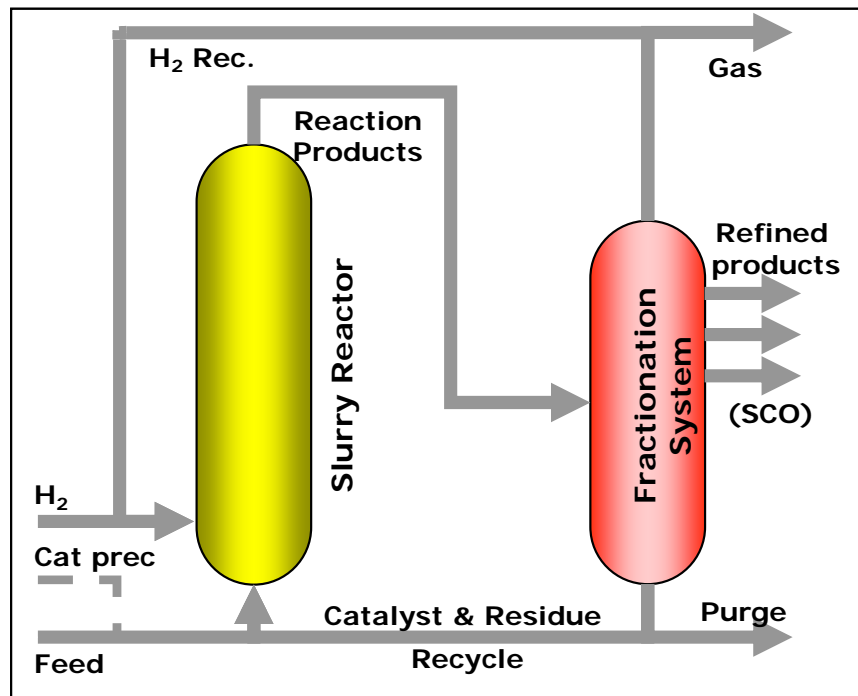 H₂ Rec.
Gas
Reaction
Products
Slurry Reactor
Refined
products
Fractionation
System
(SCO)
H₂
Cat prec
Catalyst & Residue
Purge
Feed
Recycle